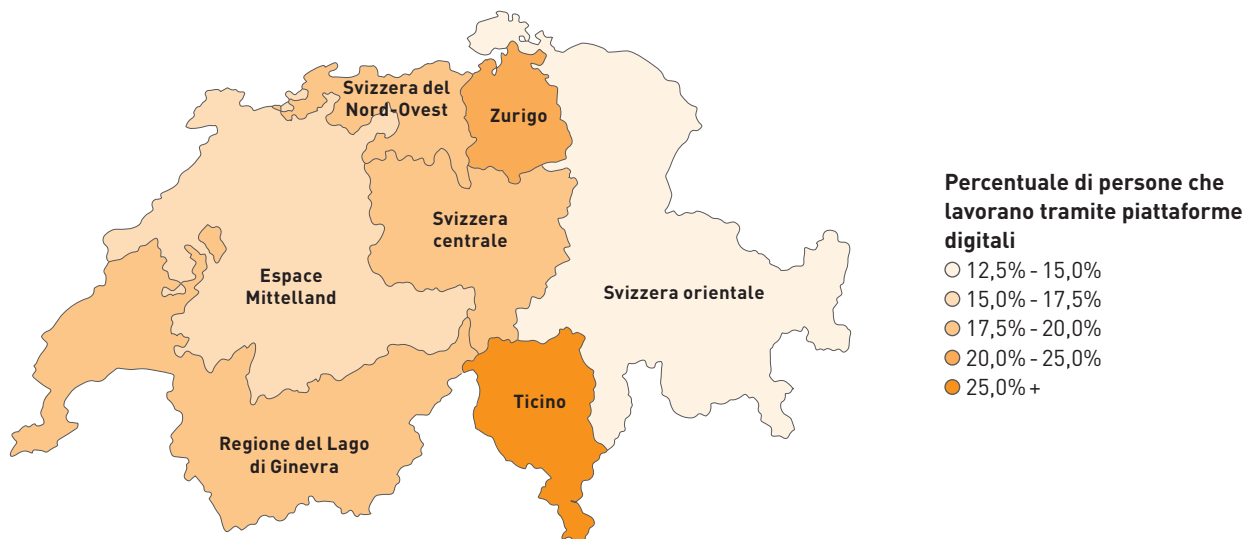 Svizzera del
Nord-Ovest
Zurigo
Svizzera
centrale
Espace
Mittelland
Svizzera orientale
Ticino
Regione del Lago
di Ginevra
Percentuale di persone che
lavorano tramite piattaforme
digitali
12,5% - 15,0%
15,0% - 17,5%
17,5% - 20,0%
20,0% - 25,0%
25,0% +